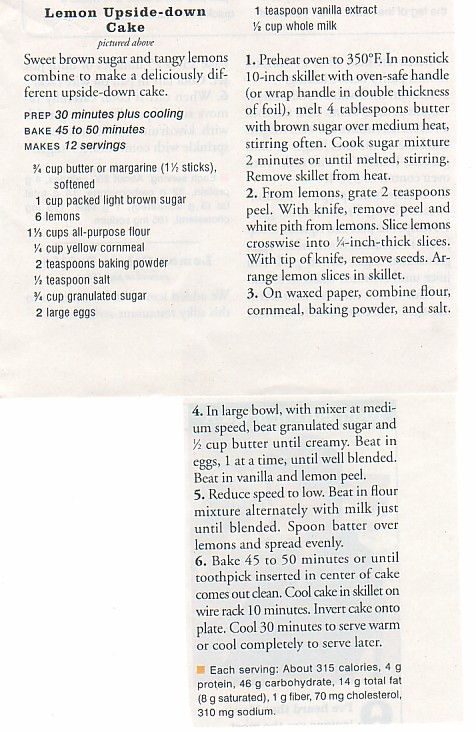 Lemon Upside-down
Cake
pictured above
Sweet brown sugar and tangy lemons
combine to make a deliciously dif-
ferent upside-down cake.
PREP 30 minutes plus cooling
BAKE 45 to 50 minutes
MAKES 12 servings
¾ cup butter or margarine (1½ sticks),
softened
1 cup packed light brown sugar
6 lemons
1⅓ cups all-purpose flour
¼ cup yellow cornmeal
2 teaspoons baking powder
½ teaspoon salt
¾ cup granulated sugar
2 large eggs
1 teaspoon vanilla extract
½ cup whole milk
1. Preheat oven to 350°F. In nonstick
10-inch skillet with oven-safe handle
(or wrap handle in double thickness
of foil), melt 4 tablespoons butter
with brown sugar over medium heat,
stirring often. Cook sugar mixture
2 minutes or until melted, stirring.
Remove skillet from heat.
2. From lemons, grate 2 teaspoons
peel. With knife, remove peel and
white pith from lemons. Slice lemons
crosswise into ¼-inch-thick slices.
With tip of knife, remove seeds. Ar-
range lemon slices in skillet.
3. On waxed paper, combine flour,
cornmeal, baking powder, and salt.
4. In large bowl, with mixer at medi-
um speed, beat granulated sugar and
½ cup butter until creamy. Beat in
eggs, 1 at a time, until well blended.
Beat in vanilla and lemon peel.
5. Reduce speed to low. Beat in flour
mixture alternately with milk just
until blended. Spoon batter over
lemons and spread evenly.
6. Bake 45 to 50 minutes or until
toothpick inserted in center of cake
comes out clean. Cool cake in skillet on
wire rack 10 minutes. Invert cake onto
plate. Cool 30 minutes to serve warm
or cool completely to serve later.
Each serving: About 315 calories, 4 g
protein, 46 g carbohydrate, 14 g total fat
(8 g saturated), 1 g fiber, 70 mg cholesterol,
310 mg sodium.